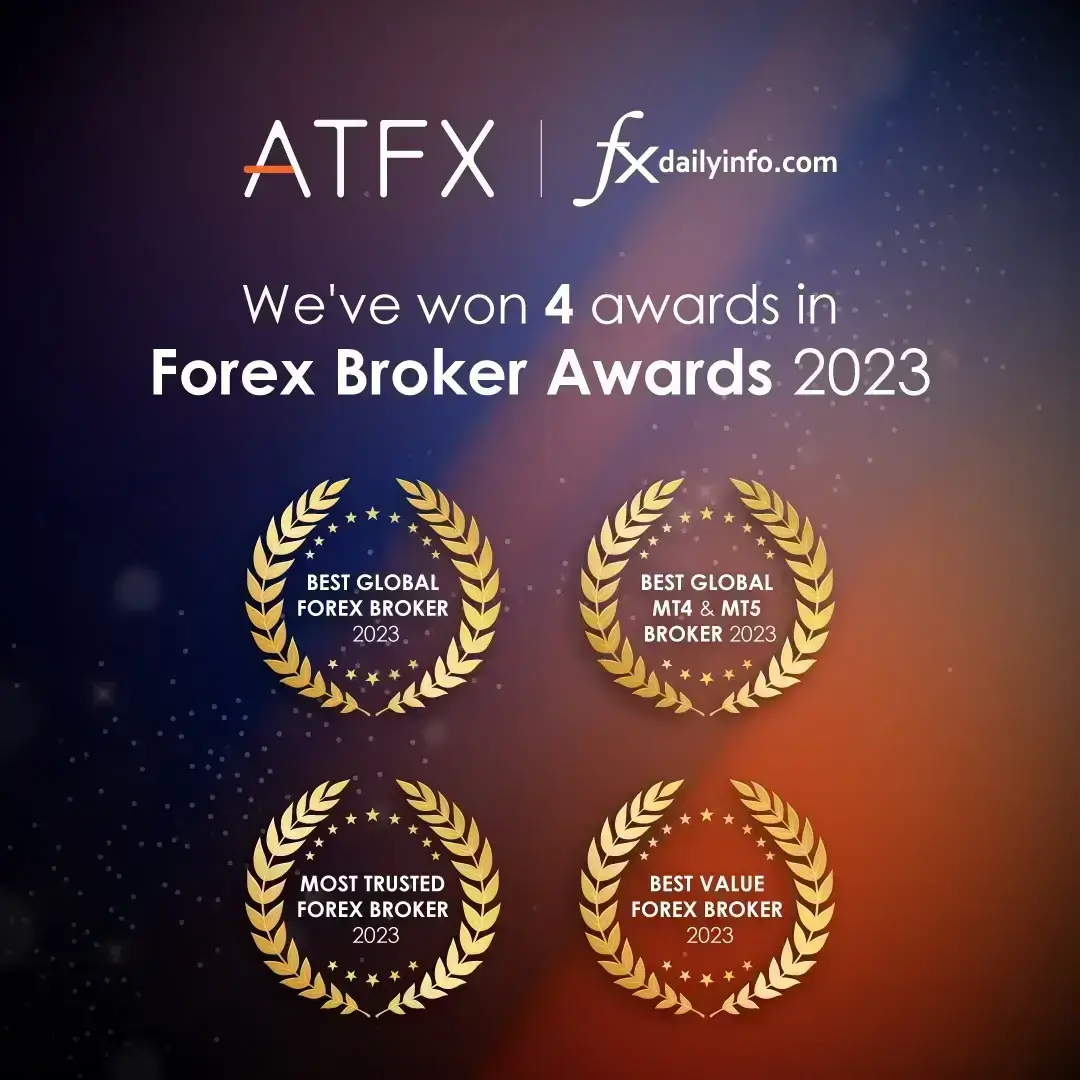 ATFX
fxdailyinfo.com
We've won 4 awards in
Forex Broker Awards 2023
BEST GLOBAL
FOREX BROKER
2023
BEST GLOBAL
MT4 & MT5
BROKER 2023
MOST TRUSTED
FOREX BROKER
2023
BEST VALUE
FOREX BROKER
2023